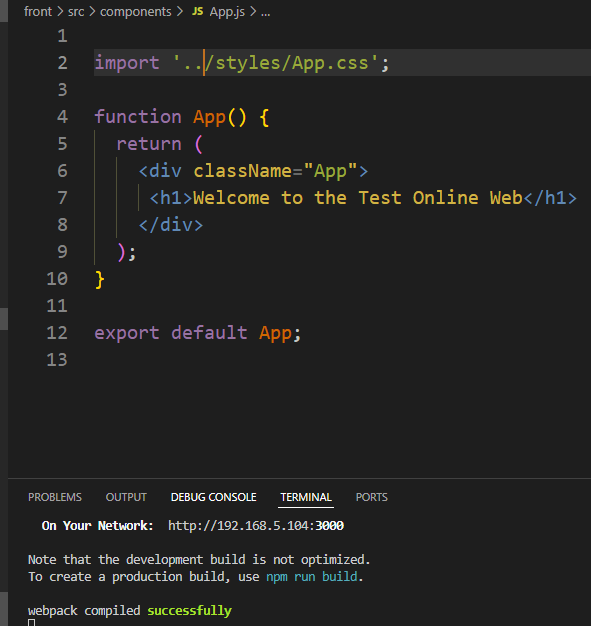 front > src > components > JS App.js > ...
1
2 import '../styles/App.css';
3
4 function App() {
5 return (
6 <div className="App">
7 <h1>Welcome to the Test Online Web</h1>
8 </div>
9 );
10 }
11
12 export default App;
13
PROBLEMS OUTPUT DEBUG CONSOLE TERMINAL PORTS
On Your Network: http://192.168.5.104:3000
Note that the development build is not optimized.
To create a production build, use npm run build.
webpack compiled successfully